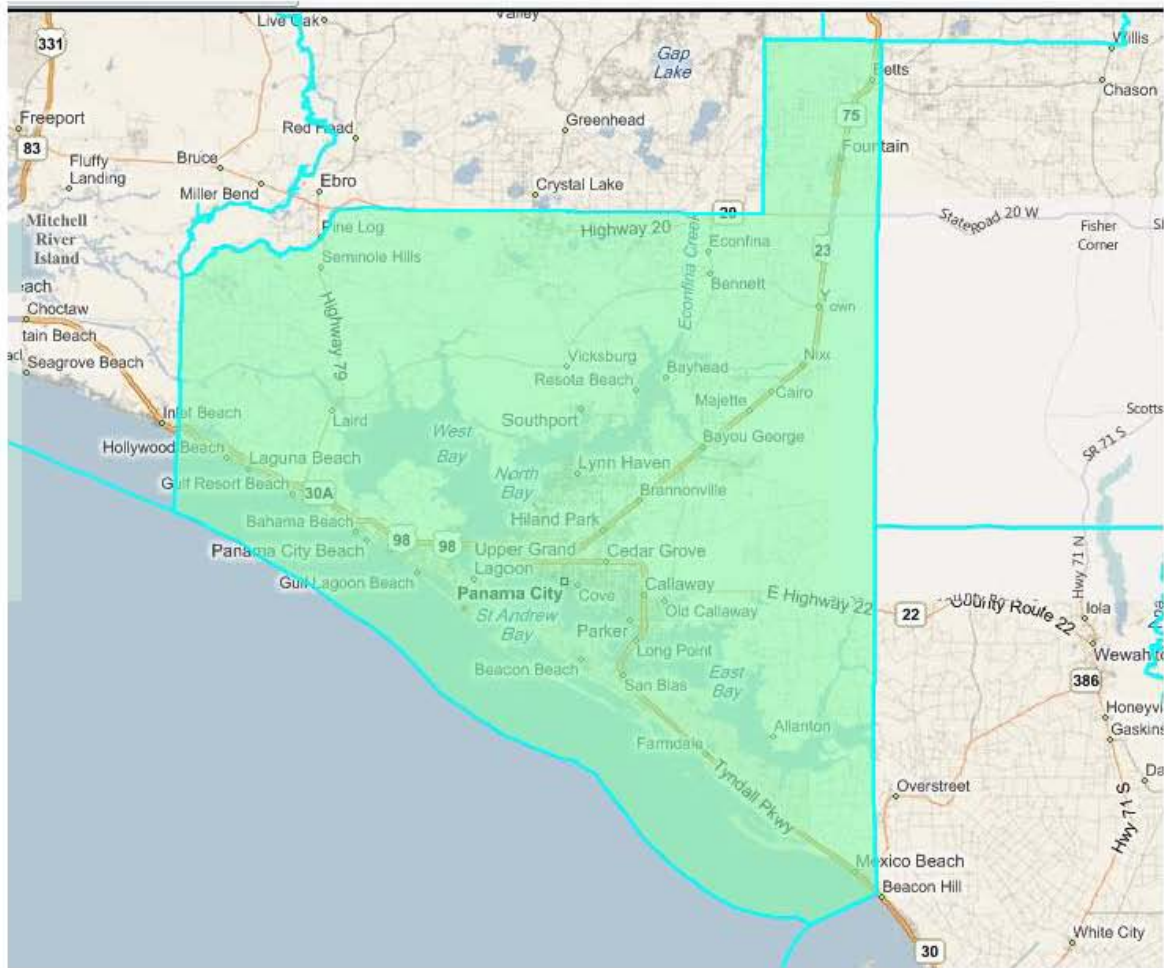 Live Oak
Valley
331
Gap
Lake
Willis
Betts
Chason
Freeport
83
Fluffy
Landing
Bruce
Red Head
Greenhead
75
Fountain
Miller Bend
Ebro
Crystal Lake
Mitchell
River
Island
Pine Log
Highway 20
20
State Road 20 W
Fisher
Corner
Seminole Hills
Econfina
Bennett
Econfina Creek
23
Choctaw
tain Beach
Seagrove Beach
Highway 79
own
Vicksburg
Resota Beach
Bayhead
Nixo
Cairo
Majette
Inlet Beach
Laird
Southport
Scotts
Hollywood Beach
West
Bay
Bayou George
SR 71 S
Laguna Beach
Lynn Haven
Gulf Resort Beach
30A
North
Bay
Brannonville
Bahama Beach
Hiland Park
98
98
Panama City Beach
Upper Grand
Lagoon
Cedar Grove
Hwy 71 N
Gulf Lagoon Beach
Panama City
Cove
Callaway
E Highway 22
Old Callaway
22
County Route 22
Iola
St Andrew
Bay
Parker
Long Point
Wewahitc
Beacon Beach
San Blas
East
Bay
386
Honeyvi
Gaskins
Allanton
Farmdale
Da
Tyndall Pkwy
Overstreet
Hwy 71 S
Mexico Beach
Beacon Hill
White City
30